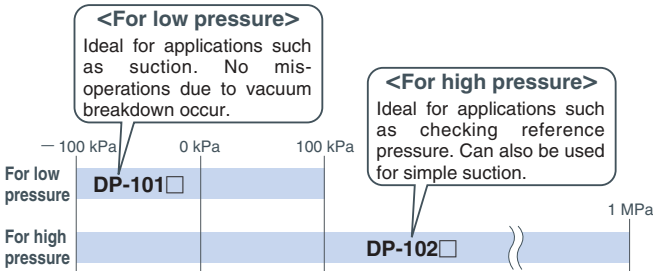 <For low pressure>
Ideal for applications such
as suction. No mis-
operations due to vacuum
breakdown occur.
<For high pressure>
Ideal for applications such
as checking reference
pressure. Can also be used
for simple suction.
－100 kPa 0 kPa 100 kPa
For low
pressure
DP-101□
1 MPa
For high
pressure
DP-102□